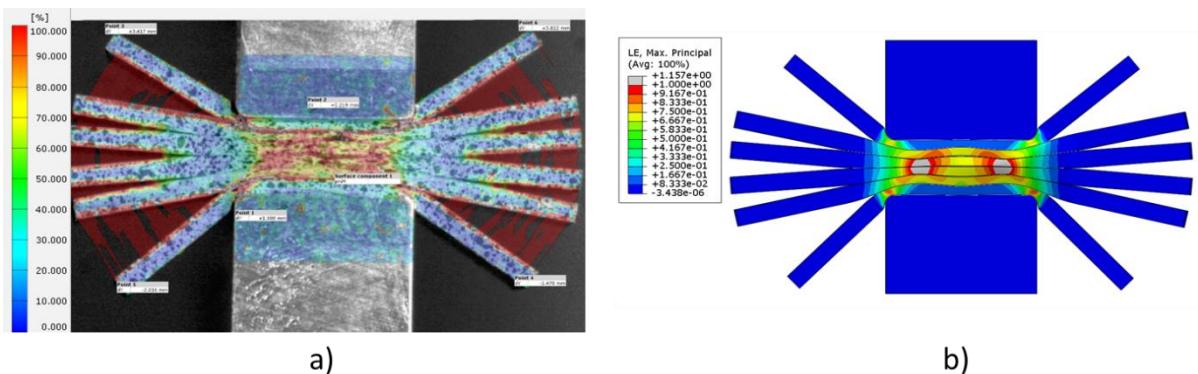 [%]
100.000
90.000
80.000
70.000
60.000
50.000
40.000
30.000
20.000
10.000
0.000
Point 3
dY +3.417 mm
Point 6
Point 2
Surface component 1
Point 1
Point 5
Point 4
a)
LE, Max. Principal
(Avg: 100%)
+1.157e+00
+1.000e+00
+9.167e-01
+8.333e-01
+7.500e-01
+6.667e-01
+5.833e-01
+5.000e-01
+4.167e-01
+3.333e-01
+2.500e-01
+1.667e-01
+8.333e-02
-3.438e-06
b)